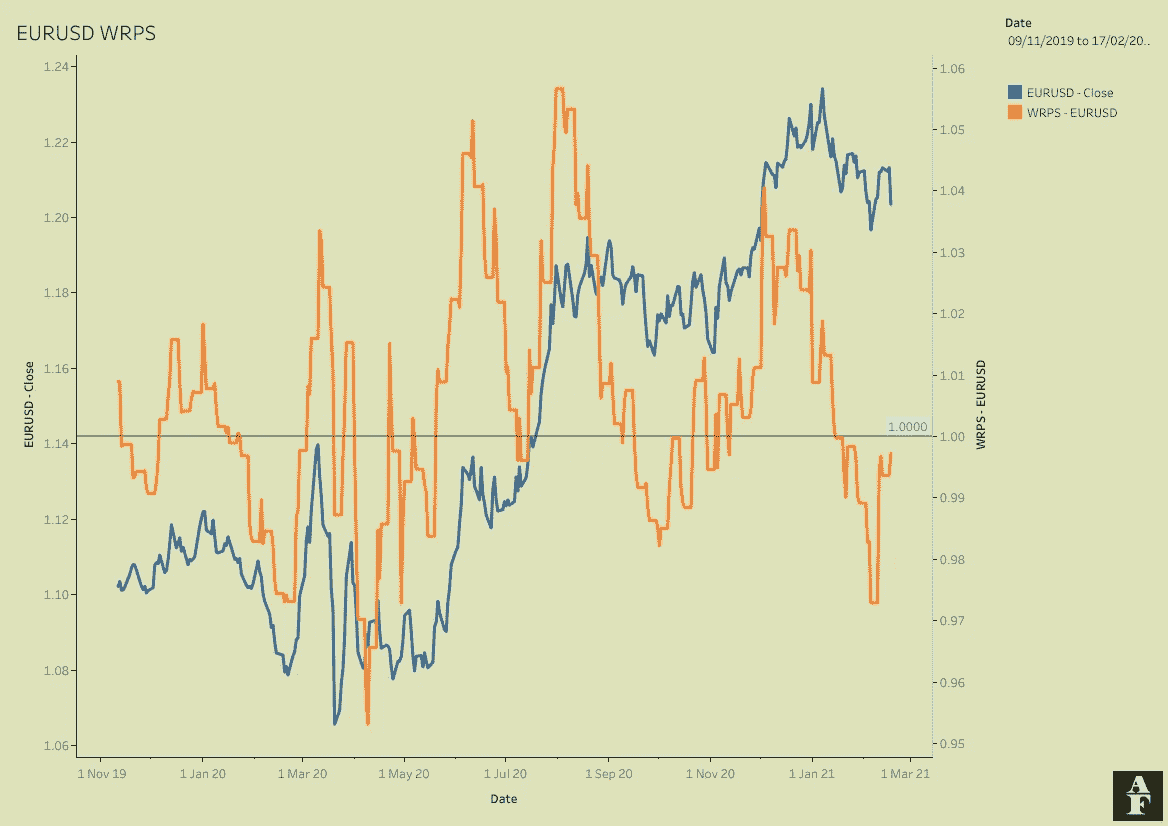 EURUSD WRPS
Date
09/11/2019 to 17/02/20..
EURUSD - Close
WRPS - EURUSD
1.24
1.22
1.20
1.18
1.16
1.14
1.12
1.10
1.08
1.06
EURUSD - Close
1.06
1.05
1.04
1.03
1.02
1.01
1.00
0.99
0.98
0.97
0.96
0.95
WRPS - EURUSD
1.0000
1 Nov 19
1 Jan 20
1 Mar 20
1 May 20
1 Jul 20
1 Sep 20
1 Nov 20
1 Jan 21
1 Mar 21
Date
A
F